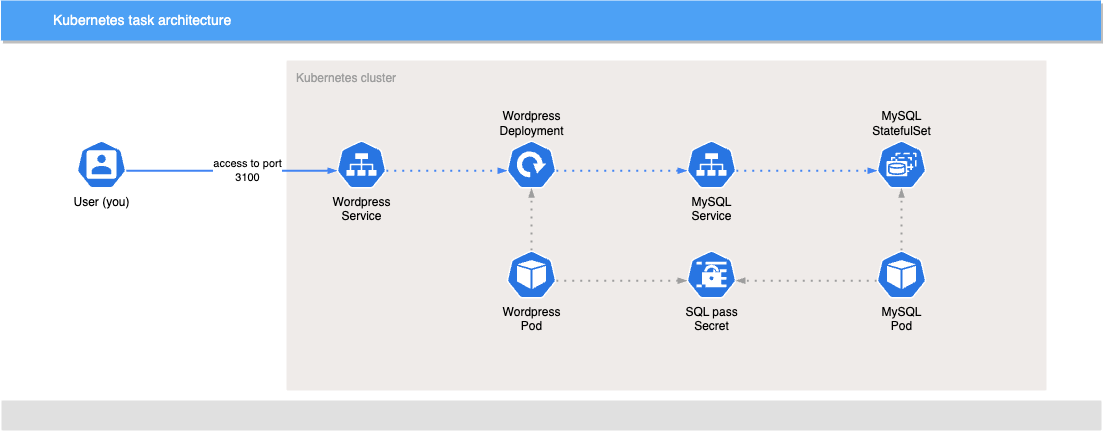 Kubernetes task architecture
Kubernetes cluster
Wordpress
Deployment
MySQL
StatefulSet
access to port
3100
User (you)
Wordpress
Service
MySQL
Service
Wordpress
Pod
SQL pass
Secret
MySQL
Pod